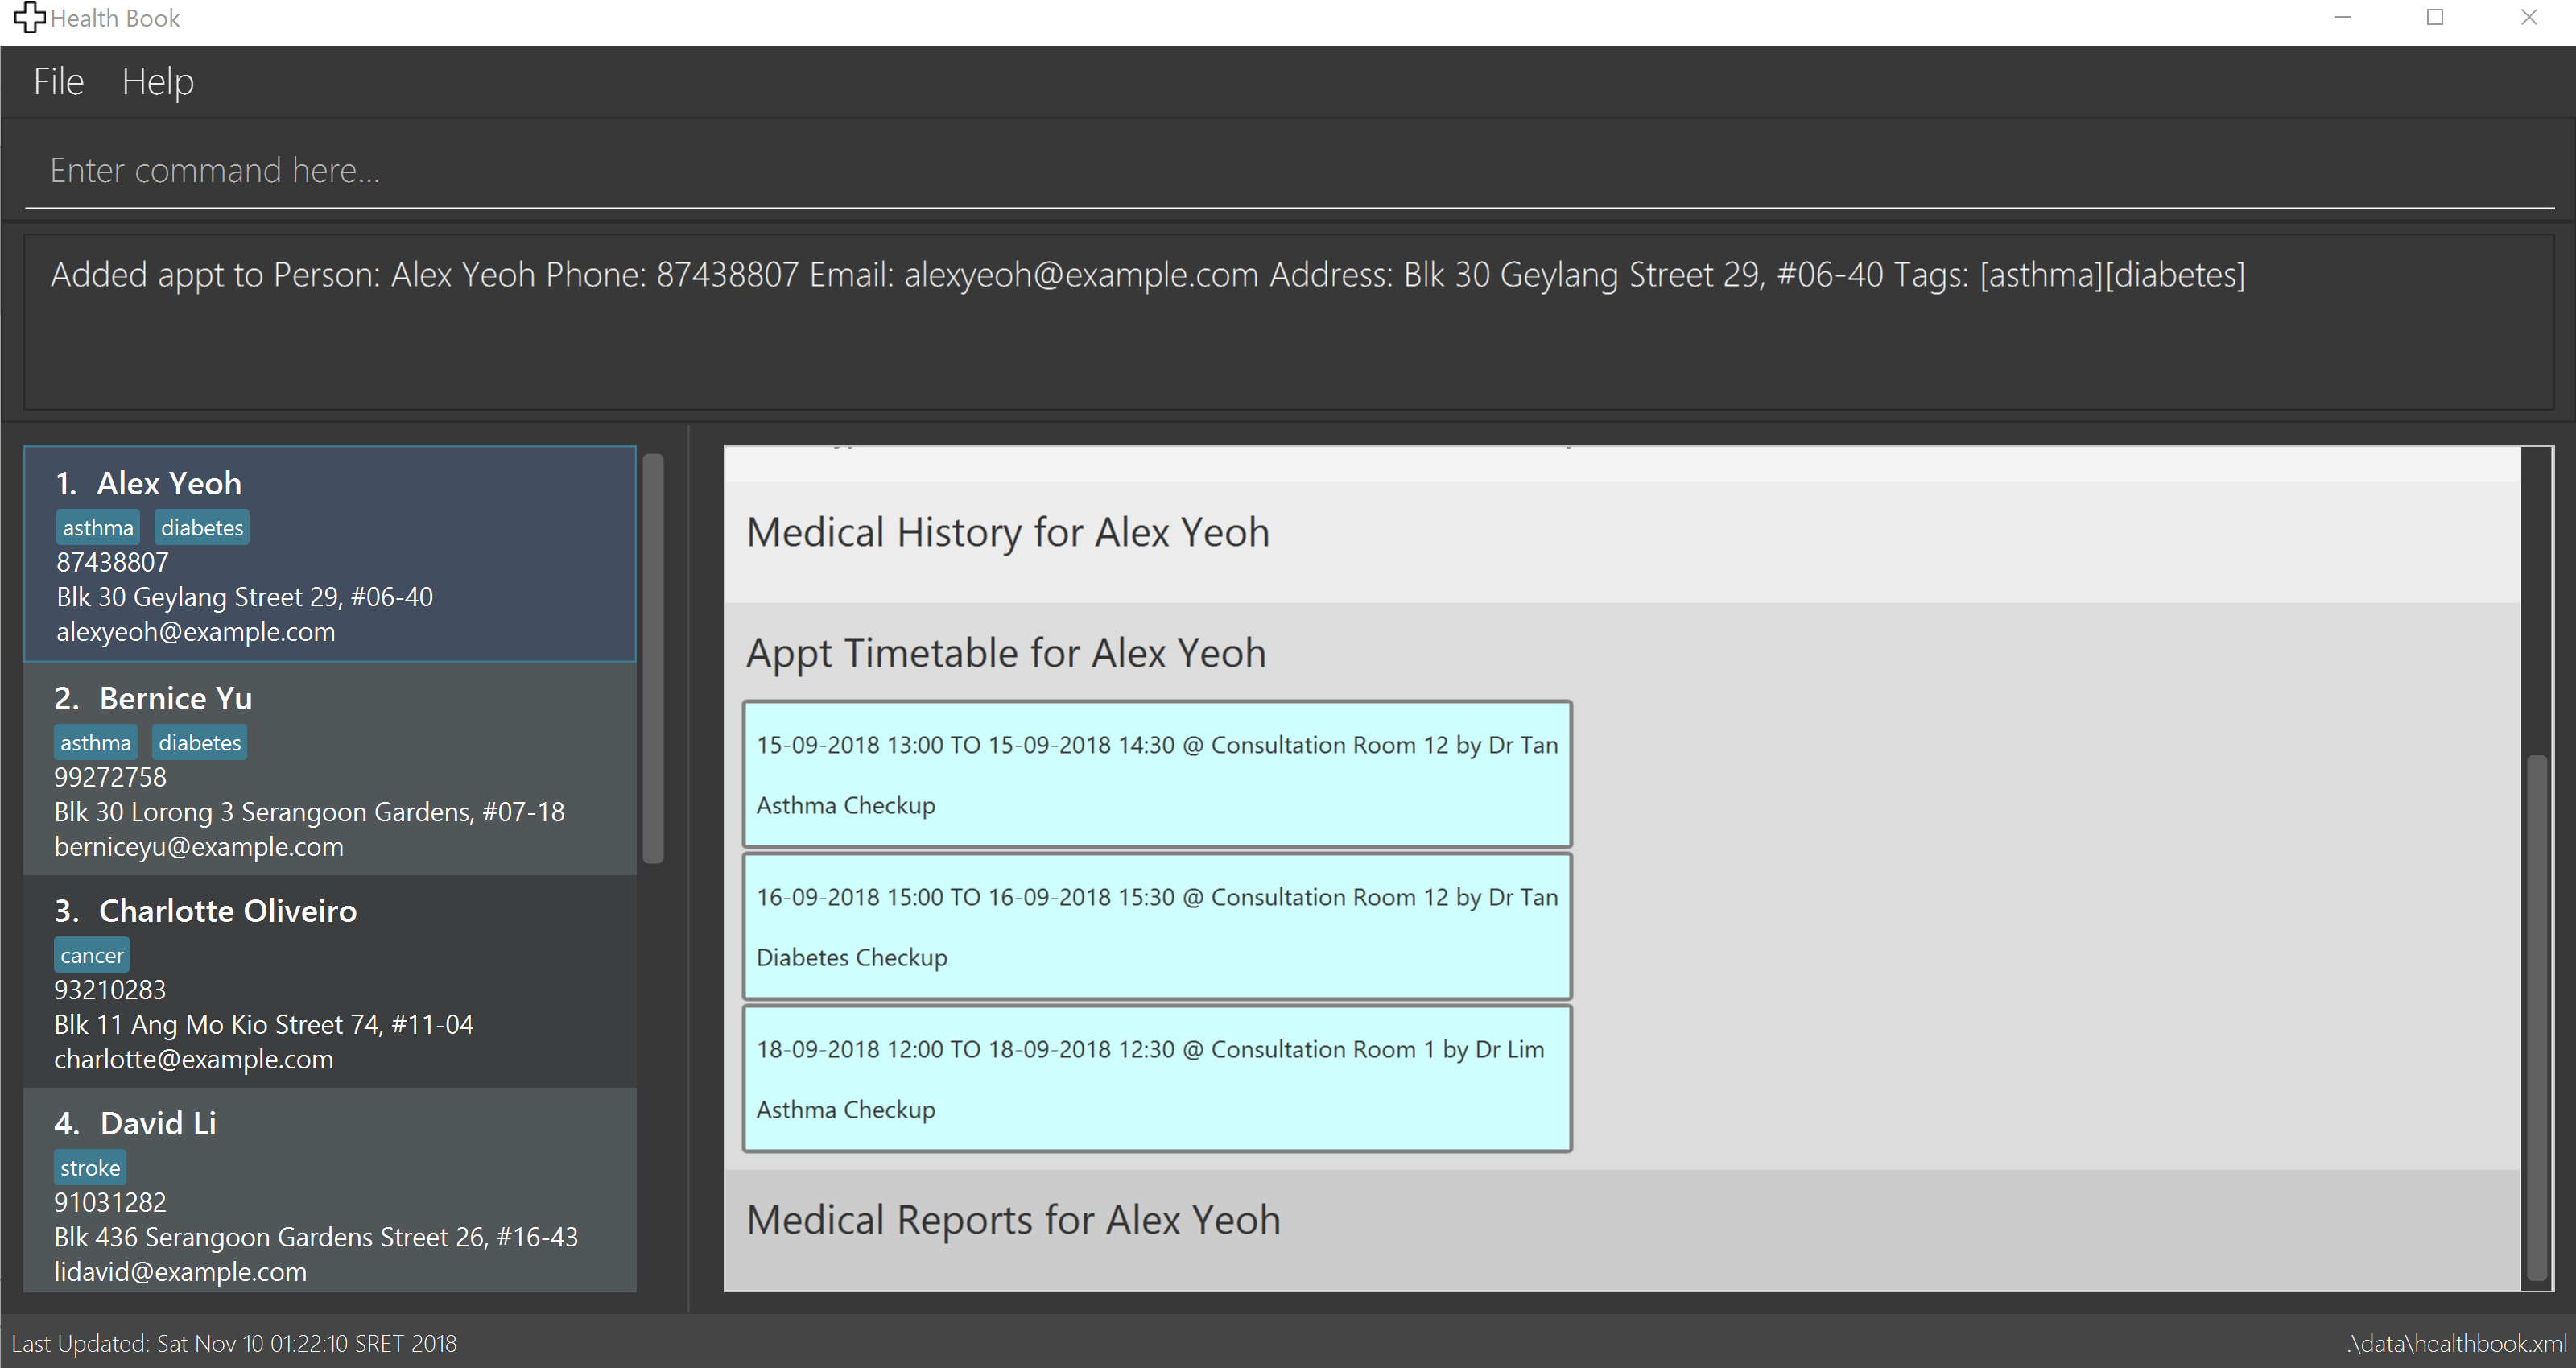 Health Book
File Help
Enter command here...
Added appt to Person: Alex Yeoh Phone: 87438807 Email: alexyeoh@example.com Address: Blk 30 Geylang Street 29, #06-40 Tags: [asthma][diabetes]
1. Alex Yeoh
asthma diabetes
87438807
Blk 30 Geylang Street 29, #06-40
alexyeoh@example.com
2. Bernice Yu
asthma diabetes
99272758
Blk 30 Lorong 3 Serangoon Gardens, #07-18
berniceyu@example.com
3. Charlotte Oliveiro
cancer
93210283
Blk 11 Ang Mo Kio Street 74, #11-04
charlotte@example.com
4. David Li
stroke
91031282
Blk 436 Serangoon Gardens Street 26, #16-43
lidavid@example.com
Medical History for Alex Yeoh
Appt Timetable for Alex Yeoh
15-09-2018 13:00 TO 15-09-2018 14:30 @ Consultation Room 12 by Dr Tan
Asthma Checkup
16-09-2018 15:00 TO 16-09-2018 15:30 @ Consultation Room 12 by Dr Tan
Diabetes Checkup
18-09-2018 12:00 TO 18-09-2018 12:30 @ Consultation Room 1 by Dr Lim
Asthma Checkup
Medical Reports for Alex Yeoh
Last Updated: Sat Nov 10 01:22:10 SRET 2018
.\data\healthbook.xml